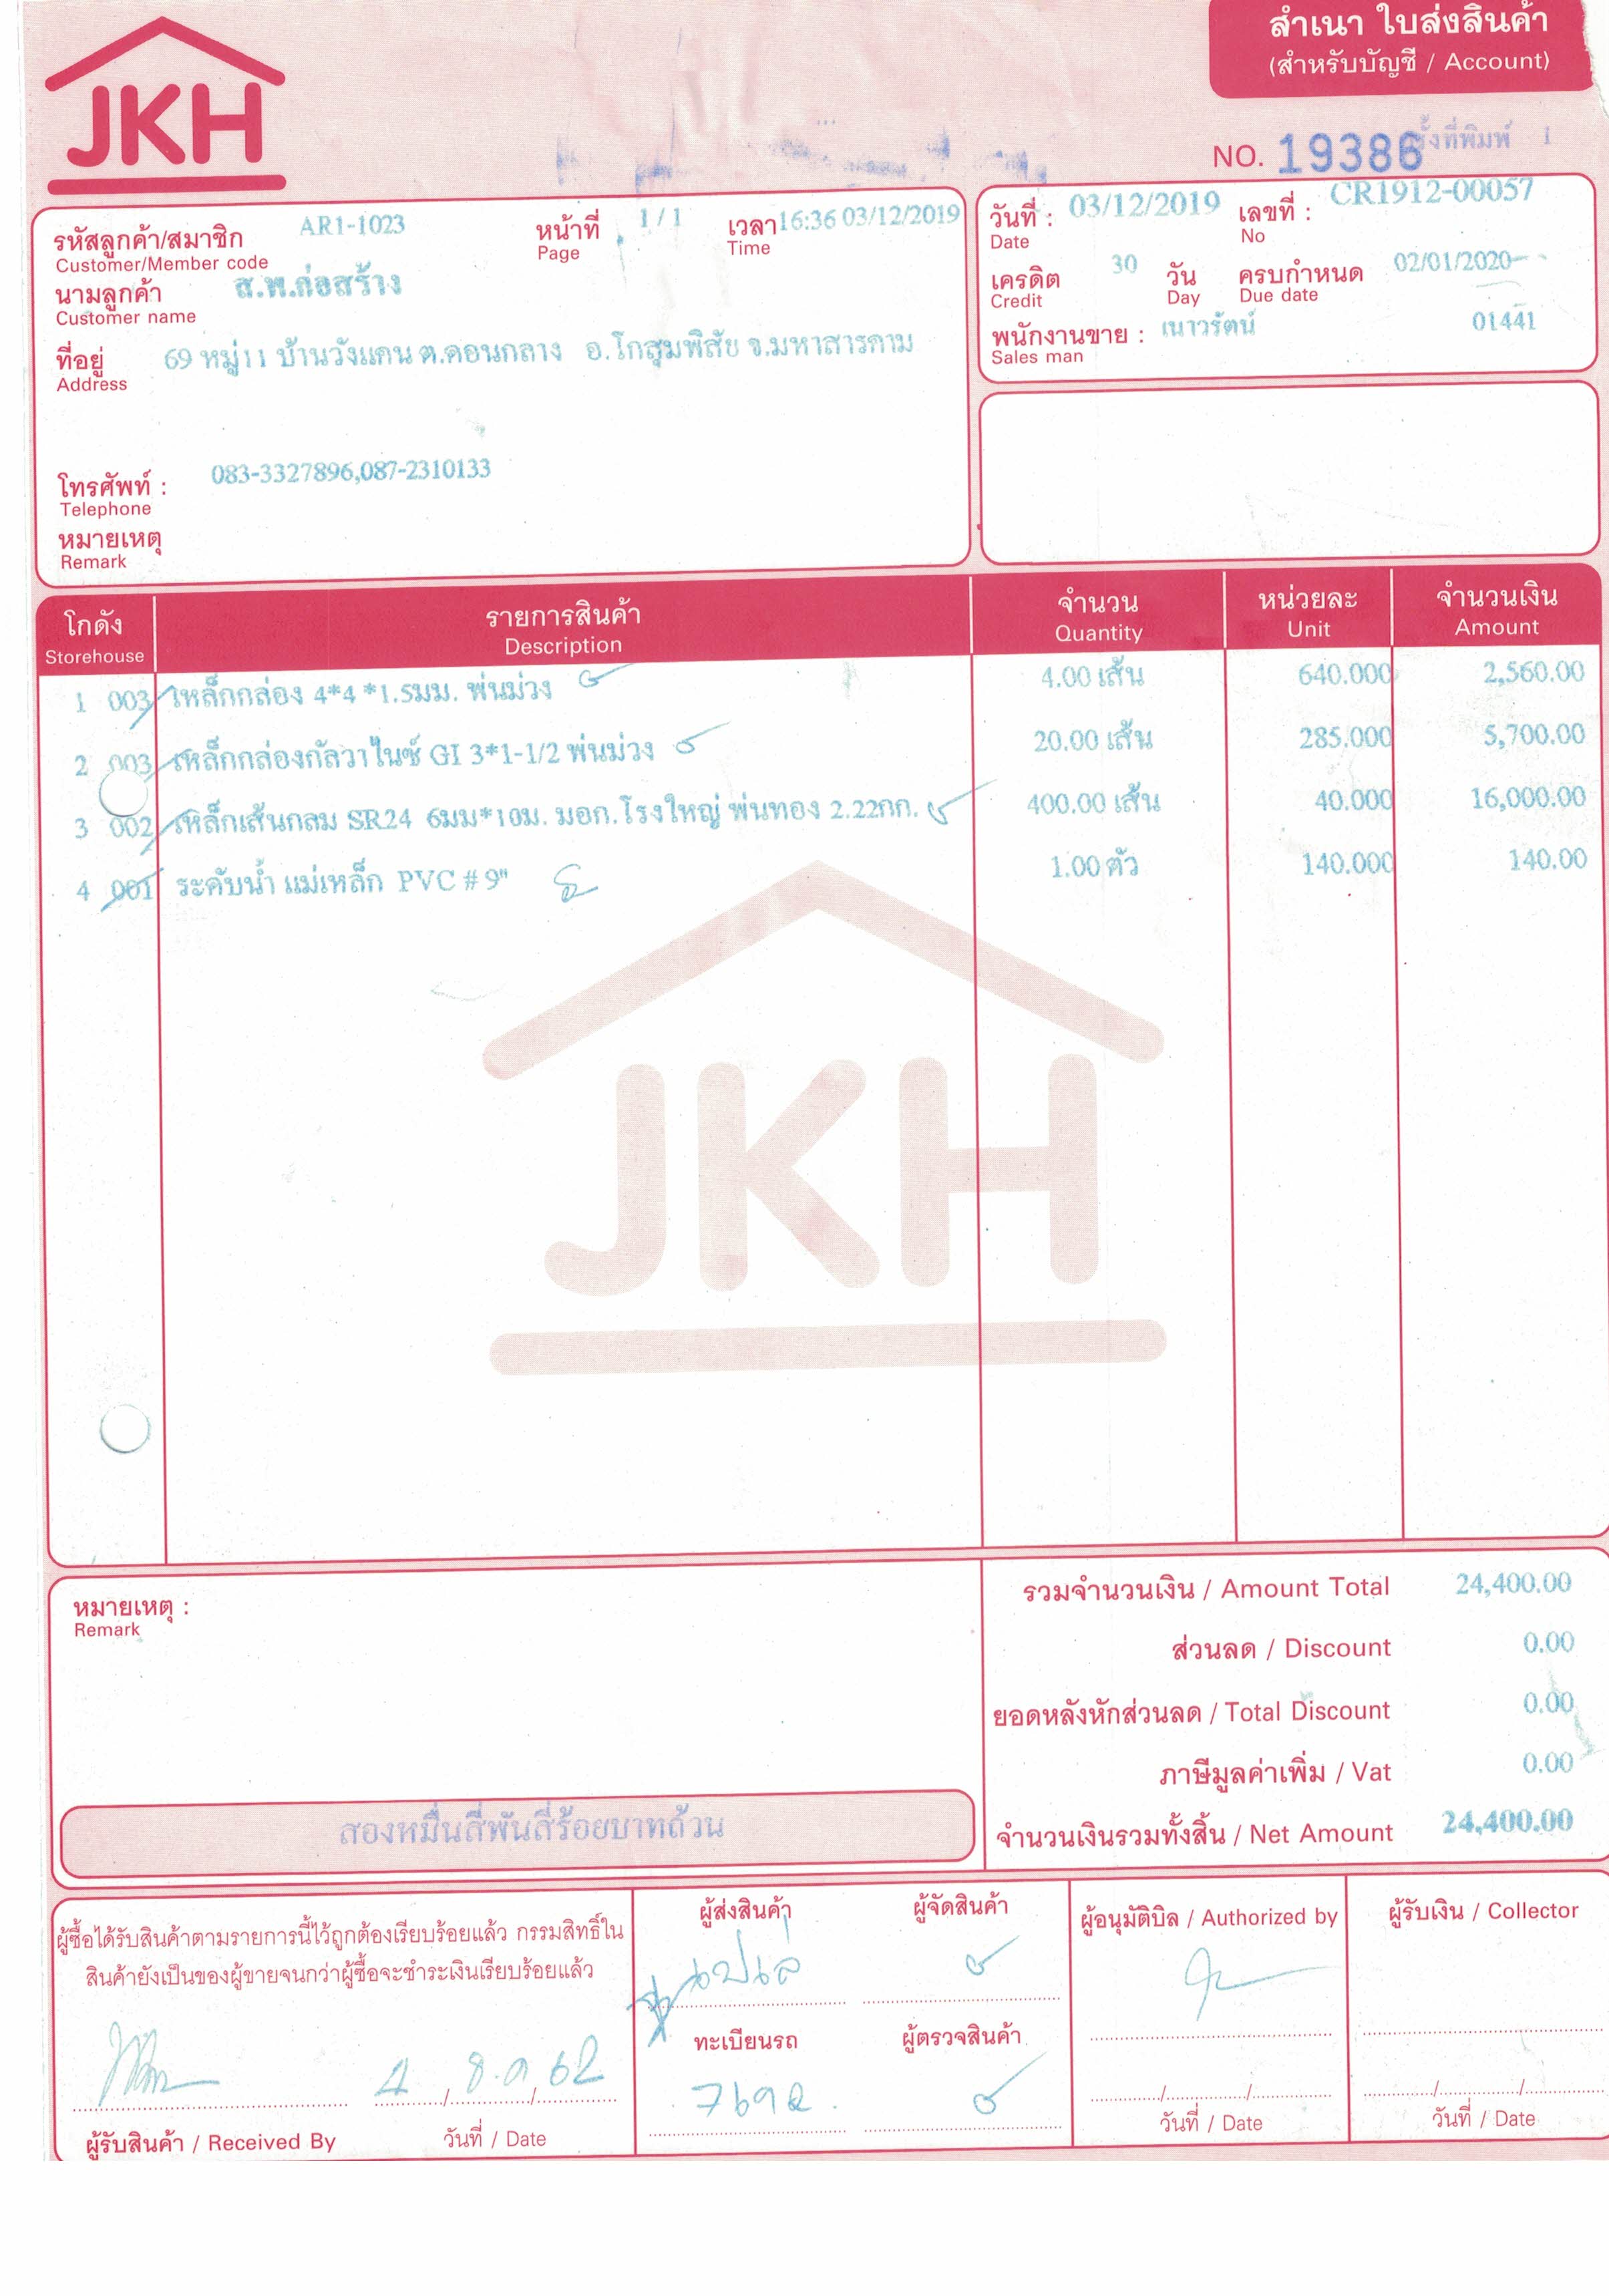 สำเนา ใบส่งสินค้า
(สำหรับบัญชี / Account)
JKH
NO. 19386 ครั้งที่พิมพ์ 1
รหัสลูกค้า/สมาชิก AR1-1023 หน้าที่ 1 / 1 เวลา 16:36 03/12/2019
Customer/Member code Page Time
นามลูกค้า ส.พ.ก่อสร้าง
Customer name
ที่อยู่ 69 หมู่11 บ้านวังแคน ต.ดอนกลาง อ.โกสุมพิสัย จ.มหาสารคาม
Address
โทรศัพท์ : 083-3327896,087-2310133
Telephone
หมายเหตุ
Remark
วันที่ : 03/12/2019 เลขที่ : CR1912-00057
Date No
เครดิต 30 วัน ครบกำหนด 02/01/2020
Credit Day Due date
พนักงานขาย : เนาวรัตน์ 01441
Sales man
โกดัง รายการสินค้า จำนวน หน่วยละ จำนวนเงิน
Storehouse Description Quantity Unit Amount
1 003 เหล็กกล่อง 4*4 *1.5มม. พ่นม่วง 4.00 เส้น 640.000 2,560.00
2 003 เหล็กกล่องกัลวาไนซ์ GI 3*1-1/2 พ่นม่วง 20.00 เส้น 285.000 5,700.00
3 002 เหล็กเส้นกลม SR24 6มม*10ม. มอก.โรงใหญ่ พ่นทอง 2.22กก. 400.00 เส้น 40.000 16,000.00
4 001 ระดับน้ำ แม่เหล็ก PVC # 9" 1.00 ตัว 140.000 140.00
JKH
หมายเหตุ :
Remark
รวมจำนวนเงิน / Amount Total 24,400.00
ส่วนลด / Discount 0.00
ยอดหลังหักส่วนลด / Total Discount 0.00
ภาษีมูลค่าเพิ่ม / Vat 0.00
จำนวนเงินรวมทั้งสิ้น / Net Amount 24,400.00
สองหมื่นสี่พันสี่ร้อยบาทถ้วน
ผู้ซื้อได้รับสินค้าตามรายการนี้ไว้ถูกต้องเรียบร้อยแล้ว กรรมสิทธิ์ใน
สินค้ายังเป็นของผู้ขายจนกว่าผู้ซื้อจะชำระเงินเรียบร้อยแล้ว
4 / ธ.ค / 62
ผู้รับสินค้า / Received By วันที่ / Date
ผู้ส่งสินค้า ผู้จัดสินค้า
ทะเบียนรถ ผู้ตรวจสินค้า
7692
ผู้อนุมัติบิล / Authorized by
วันที่ / Date
ผู้รับเงิน / Collector
วันที่ / Date